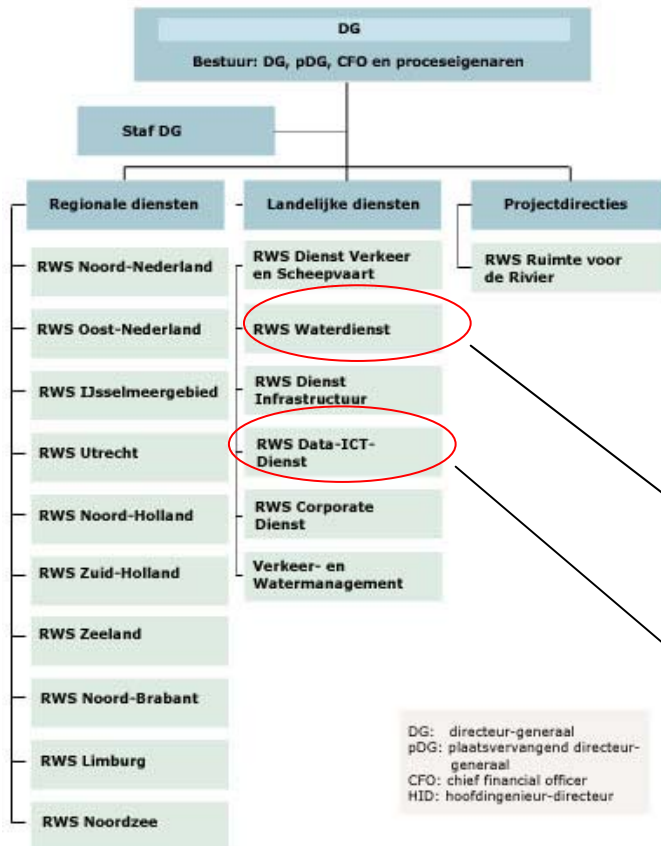 DG
Bestuur: DG, pDG, CFO en proceseigenaren
Staf DG
Regionale diensten
RWS Noord-Nederland
RWS Oost-Nederland
RWS IJsselmeergebied
RWS Utrecht
RWS Noord-Holland
RWS Zuid-Holland
RWS Zeeland
RWS Noord-Brabant
RWS Limburg
RWS Noordzee
Landelijke diensten
RWS Dienst Verkeer
en Scheepvaart
RWS Waterdienst
RWS Dienst
Infrastructuur
RWS Data-ICT-
Dienst
RWS Corporate
Dienst
Verkeer- en
Watermanagement
Projectdirecties
RWS Ruimte voor
de Rivier
DG: directeur-generaal
pDG: plaatsvervangend directeur-
generaal
CFO: chief financial officer
HID: hoofdingenieur-directeur